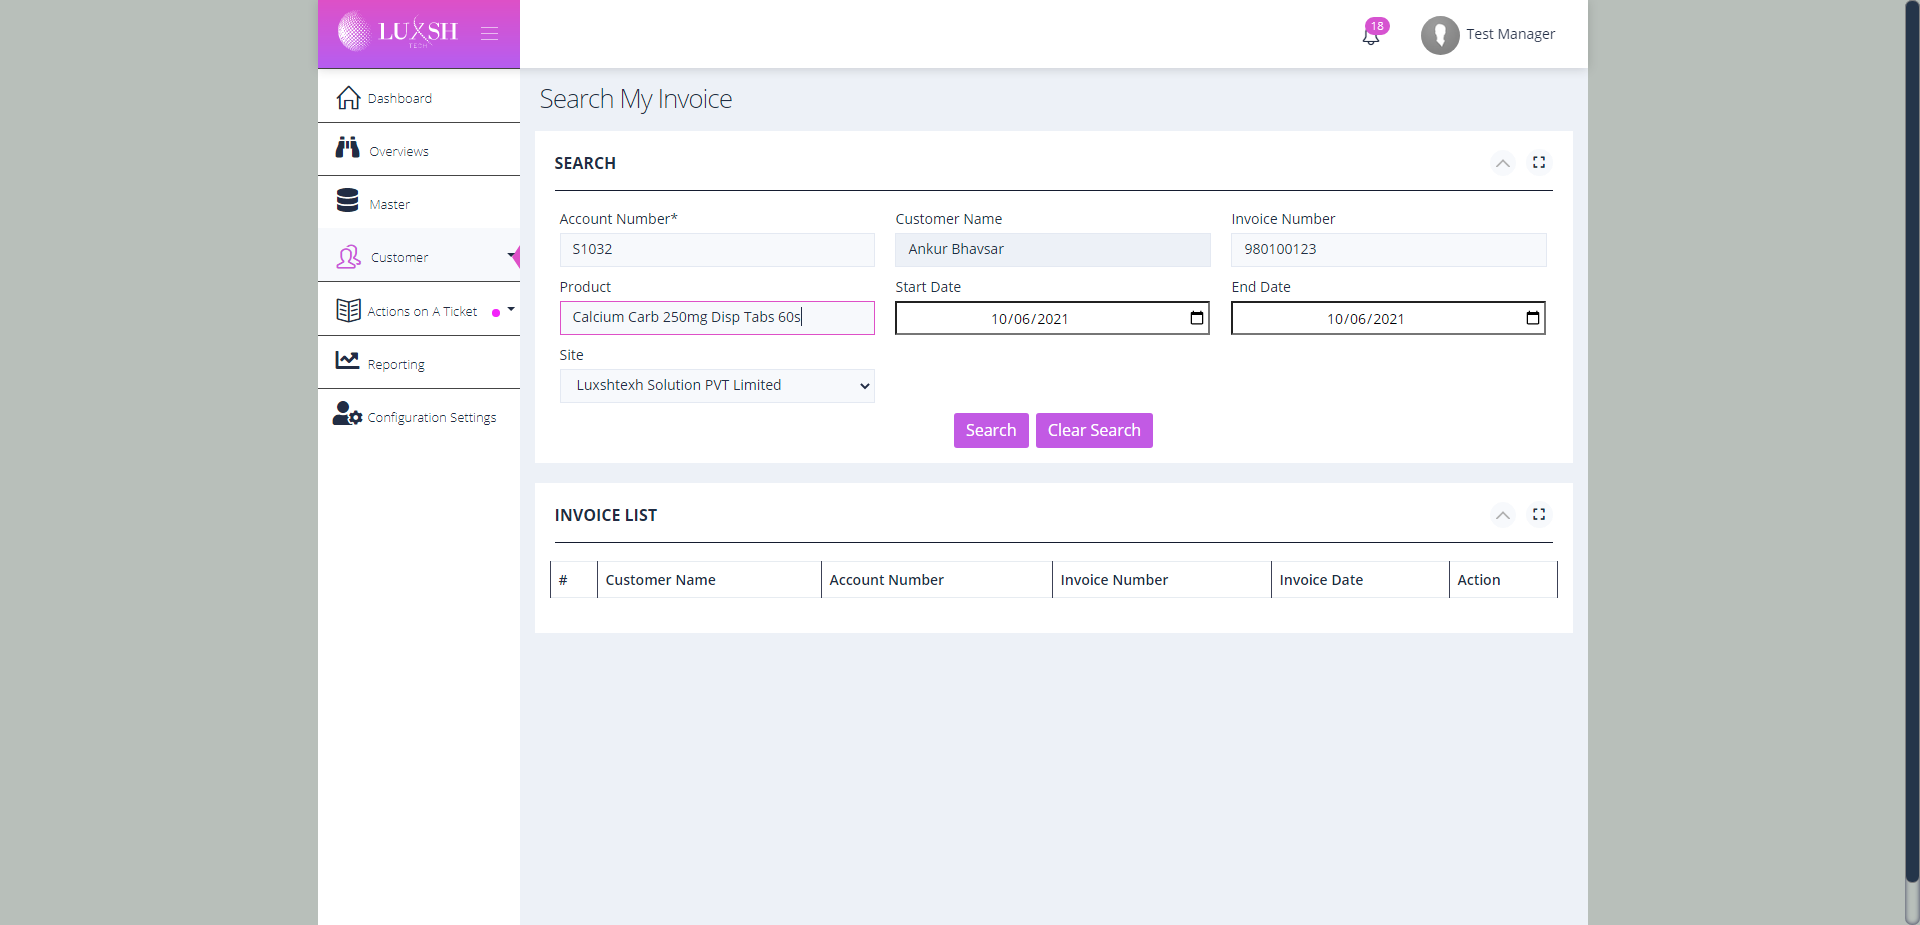 LUXSH
TECH
18
Test Manager
Dashboard
Overviews
Master
Customer
Actions on A Ticket
Reporting
Configuration Settings
Search My Invoice
SEARCH
Account Number* Customer Name Invoice Number
S1032 Ankur Bhavsar 980100123
Product Start Date End Date
Calcium Carb 250mg Disp Tabs 60s 10/06/2021 10/06/2021
Site
Luxshtexh Solution PVT Limited
Search Clear Search
INVOICE LIST
# Customer Name Account Number Invoice Number Invoice Date Action